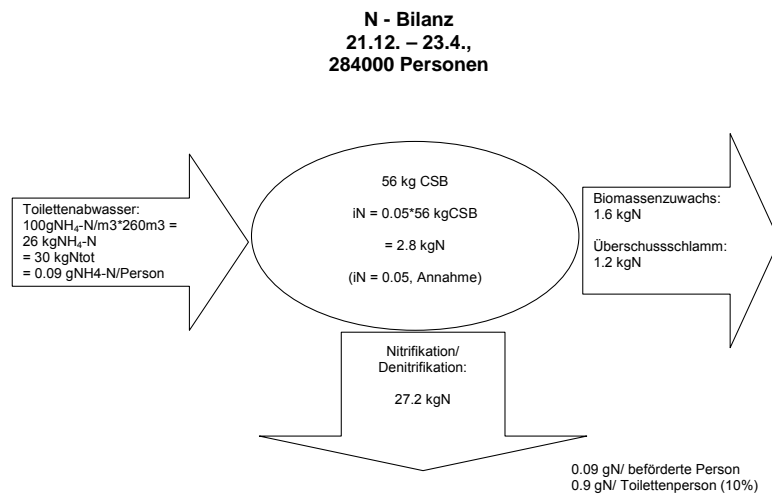 N - Bilanz
21.12. – 23.4.,
284000 Personen
Toilettenabwasser:
100gNH₄-N/m3*260m3 =
26 kgNH₄-N
= 30 kgNtot
= 0.09 gNH4-N/Person
56 kg CSB
iN = 0.05*56 kgCSB
= 2.8 kgN
(iN = 0.05, Annahme)
Biomassenzuwachs:
1.6 kgN
Überschussschlamm:
1.2 kgN
Nitrifikation/
Denitrifikation:
27.2 kgN
0.09 gN/ beförderte Person
0.9 gN/ Toilettenperson (10%)